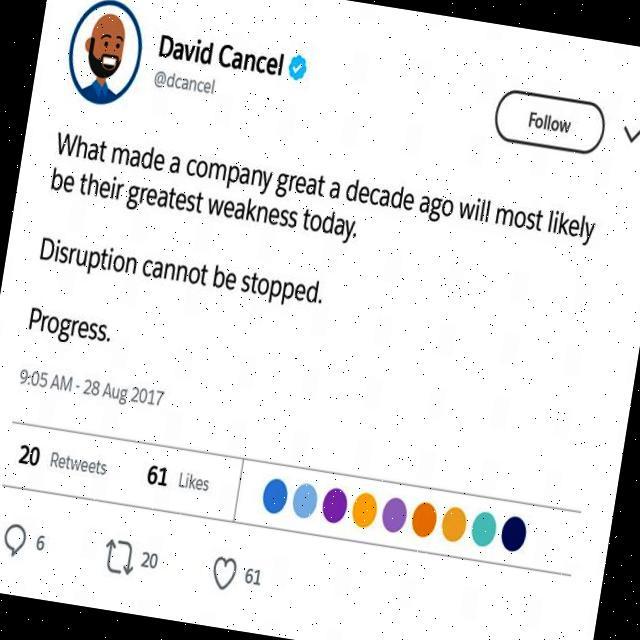 David Cancel
@dcancel
Follow
What made a company great a decade ago will most likely
be their greatest weakness today.
Disruption cannot be stopped.
Progress.
9:05 AM - 28 Aug 2017
20 Retweets 61 Likes
6 20 61